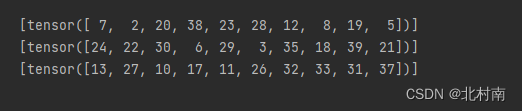 [tensor([ 7,  2, 20, 38, 23, 28, 12,  8, 19,  5])]
[tensor([24, 22, 30,  6, 29,  3, 35, 18, 39, 21])]
[tensor([13, 27, 10, 17, 11, 26, 32, 33, 31, 37])]
CSDN @北村南